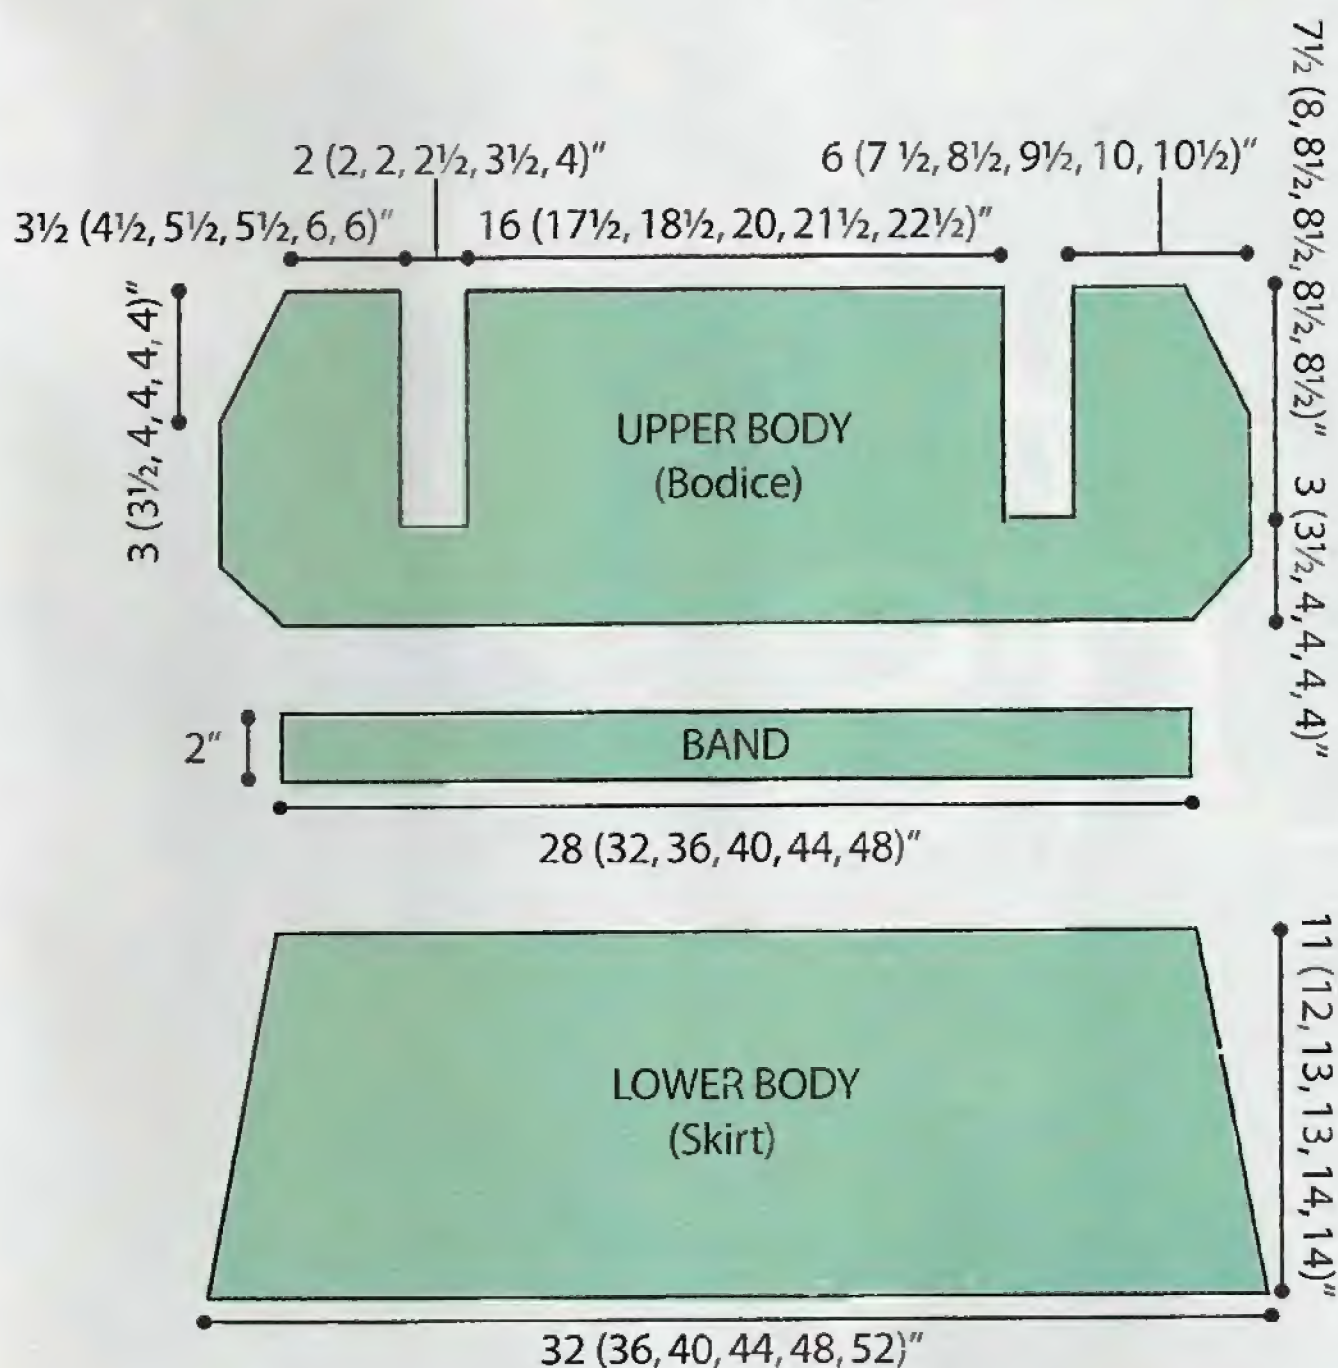 2 (2, 2, 2½, 3½, 4)"
6 (7 ½, 8½, 9½, 10, 10½)"
3½ (4½, 5½, 5½, 6, 6)"
16 (17½, 18½, 20, 21½, 22½)"
7½ (8, 8½, 8½, 8½, 8½)"
3 (3½, 4, 4, 4, 4)"
UPPER BODY
(Bodice)
3 (3½, 4, 4, 4, 4)"
2"
BAND
28 (32, 36, 40, 44, 48)"
LOWER BODY
(Skirt)
11 (12, 13, 13, 14, 14)"
32 (36, 40, 44, 48, 52)"